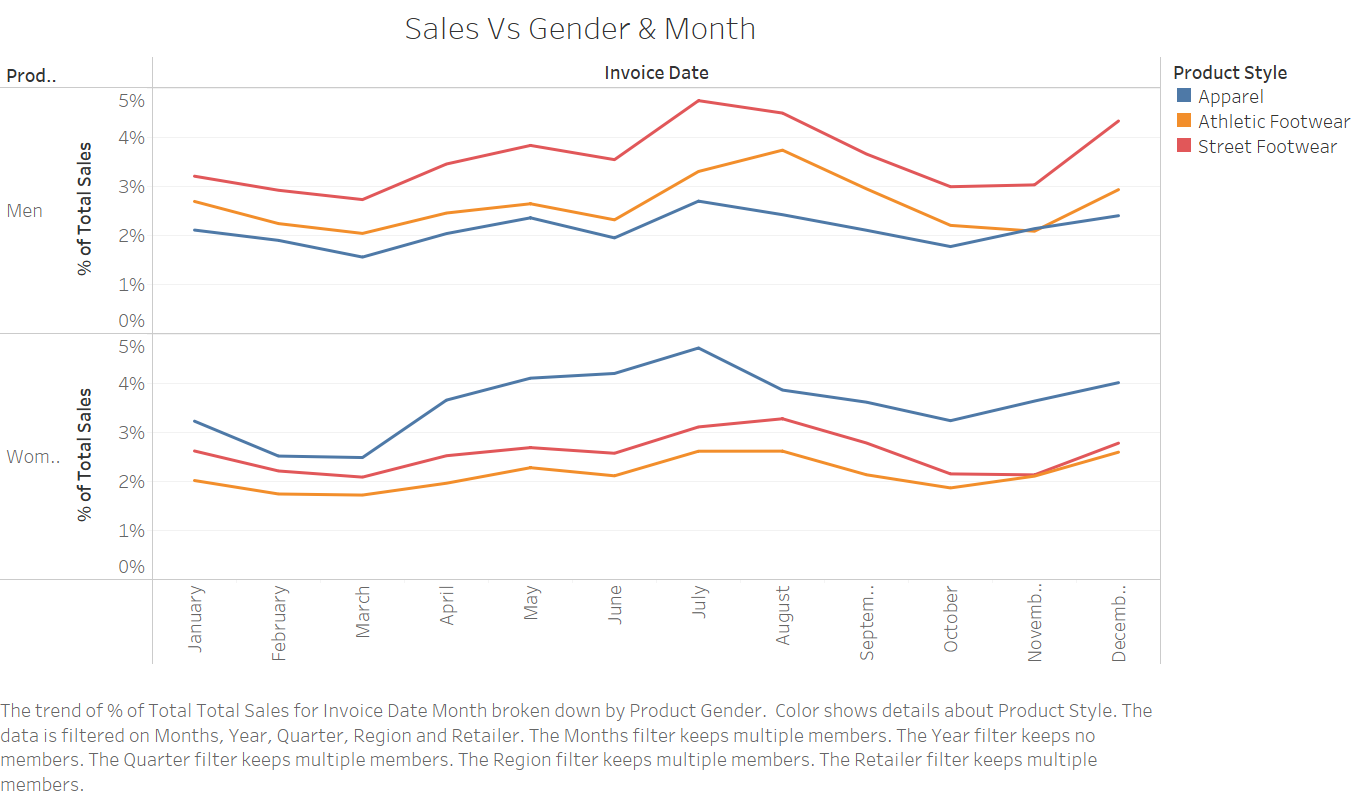 Sales Vs Gender & Month
Prod..
Invoice Date
Product Style
Apparel
Athletic Footwear
Street Footwear
Men
% of Total Sales
5%
4%
3%
2%
1%
0%
Wom..
% of Total Sales
5%
4%
3%
2%
1%
0%
January
February
March
April
May
June
July
August
Septem..
October
Novemb..
Decemb..
The trend of % of Total Total Sales for Invoice Date Month broken down by Product Gender.  Color shows details about Product Style. The
data is filtered on Months, Year, Quarter, Region and Retailer. The Months filter keeps multiple members. The Year filter keeps no
members. The Quarter filter keeps multiple members. The Region filter keeps multiple members. The Retailer filter keeps multiple
members.